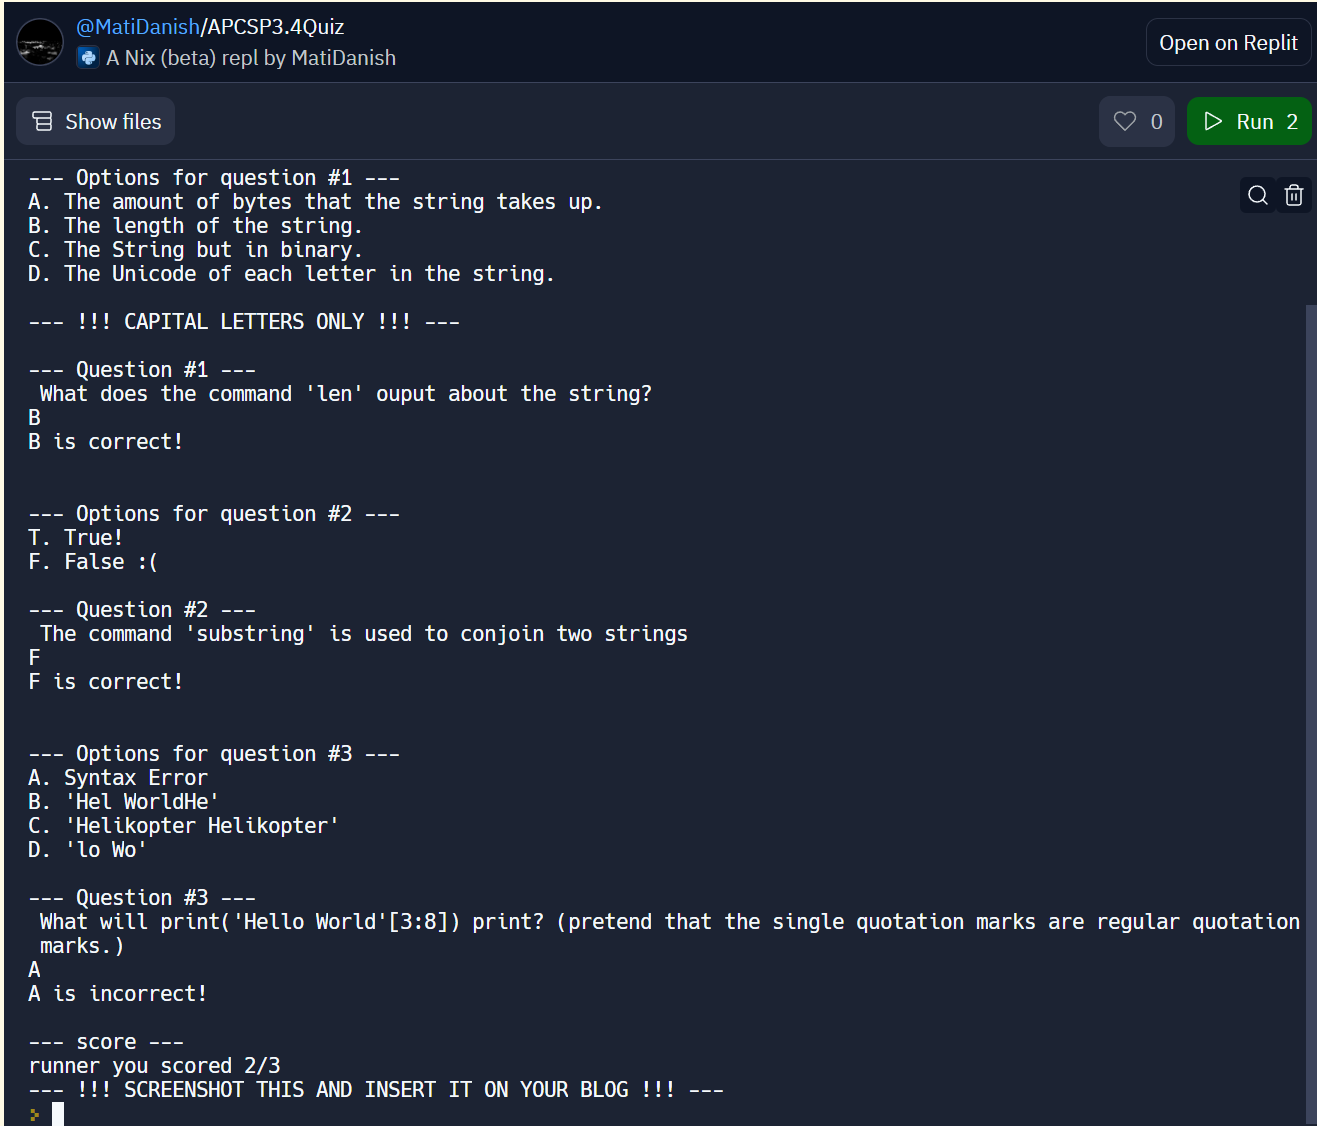 @MatiDanish/APCSP3.4Quiz
A Nix (beta) repl by MatiDanish
Open on Replit
Show files
0
Run 2
--- Options for question #1 ---
A. The amount of bytes that the string takes up.
B. The length of the string.
C. The String but in binary.
D. The Unicode of each letter in the string.
--- !!! CAPITAL LETTERS ONLY !!! ---
--- Question #1 ---
What does the command 'len' ouput about the string?
B
B is correct!
--- Options for question #2 ---
T. True!
F. False :(
--- Question #2 ---
The command 'substring' is used to conjoin two strings
F
F is correct!
--- Options for question #3 ---
A. Syntax Error
B. 'Hel WorldHe'
C. 'Helikopter Helikopter'
D. 'lo Wo'
--- Question #3 ---
What will print('Hello World'[3:8]) print? (pretend that the single quotation marks are regular quotation
marks.)
A
A is incorrect!
--- score ---
runner you scored 2/3
--- !!! SCREENSHOT THIS AND INSERT IT ON YOUR BLOG !!! ---